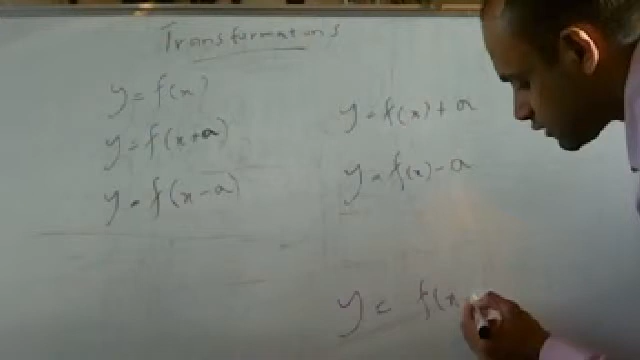 Transformations
y = f(x)
y = f(x+a)
y = f(x-a)
y = f(x) + a
y = f(x) - a
y = f(x